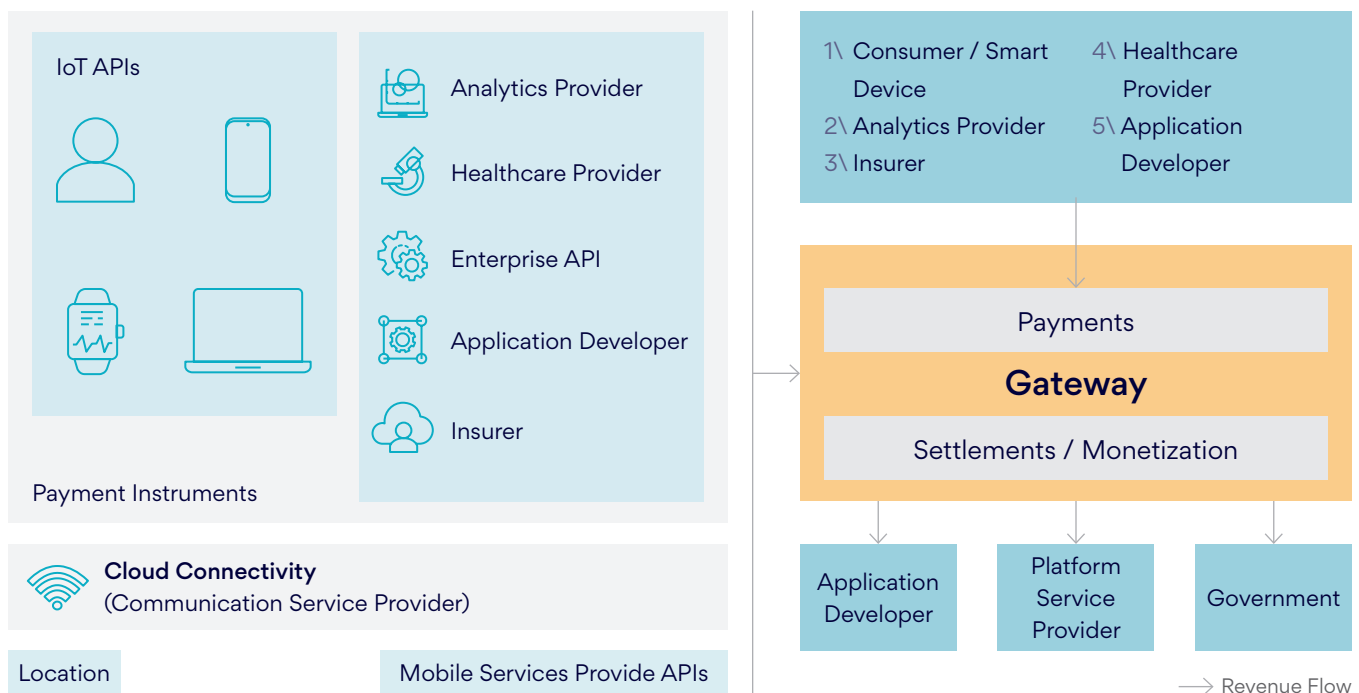 IoT APIs
Analytics Provider
Healthcare Provider
Enterprise API
Application Developer
Insurer
Payment Instruments
Cloud Connectivity
(Communication Service Provider)
Location
Mobile Services Provide APIs
1\ Consumer / Smart
Device
2\ Analytics Provider
3\ Insurer
4\ Healthcare
Provider
5\ Application
Developer
Payments
Gateway
Settlements / Monetization
Application
Developer
Platform
Service
Provider
Government
Revenue Flow